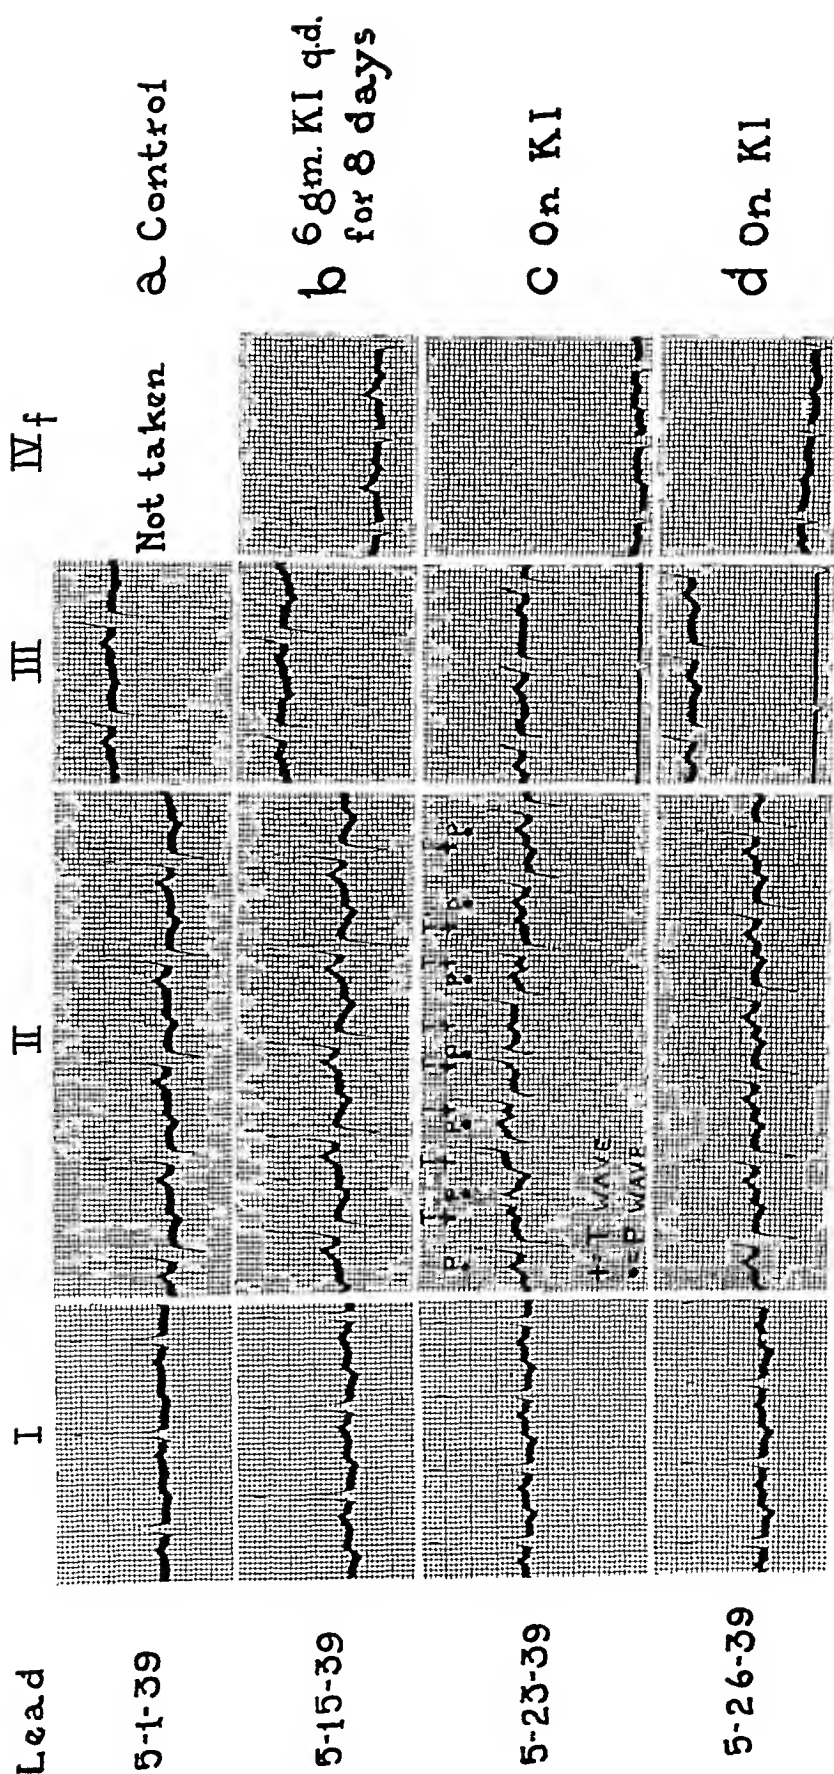 Lead I II III IVf
5-1-39 Not taken a Control
5-15-39 b 6 gm. KI q.d.
for 8 days
5-23-39 c On KI
P T P T P T P T P T P T P
+=T WAVE
•=P WAVE
5-26-39 d On KI